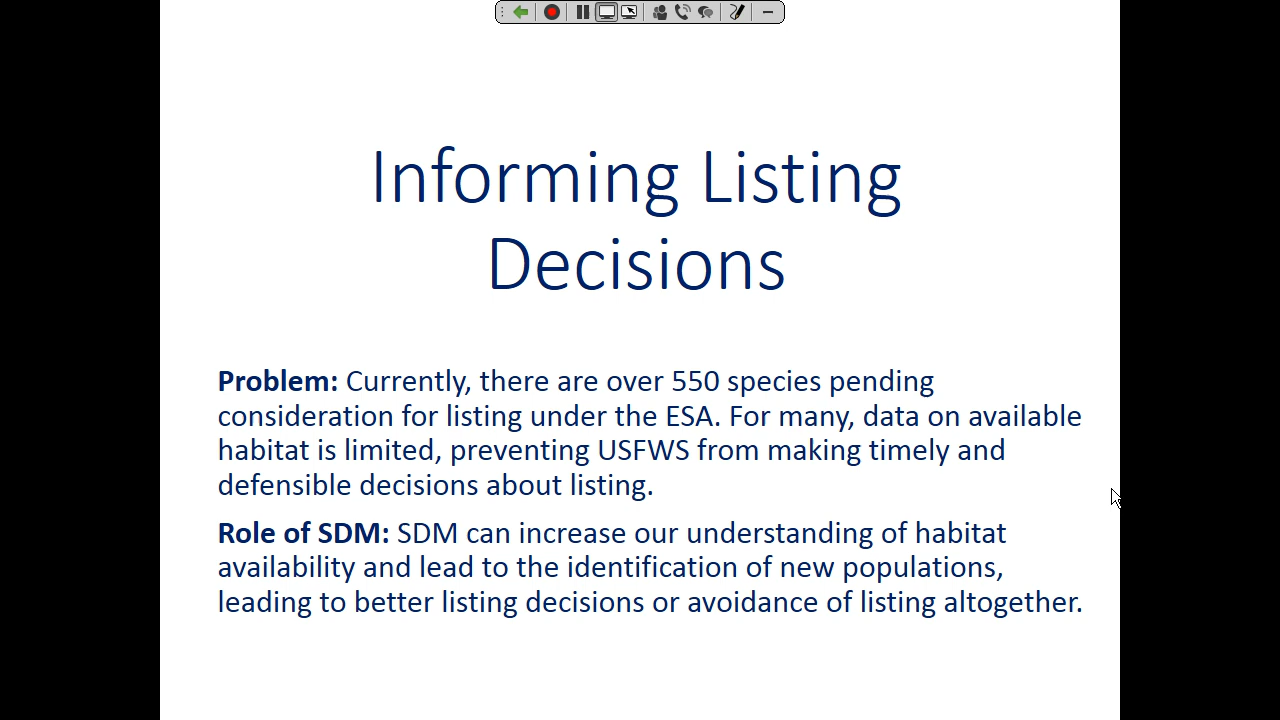 Informing Listing
Decisions
Problem: Currently, there are over 550 species pending
consideration for listing under the ESA. For many, data on available
habitat is limited, preventing USFWS from making timely and
defensible decisions about listing.
Role of SDM: SDM can increase our understanding of habitat
availability and lead to the identification of new populations,
leading to better listing decisions or avoidance of listing altogether.